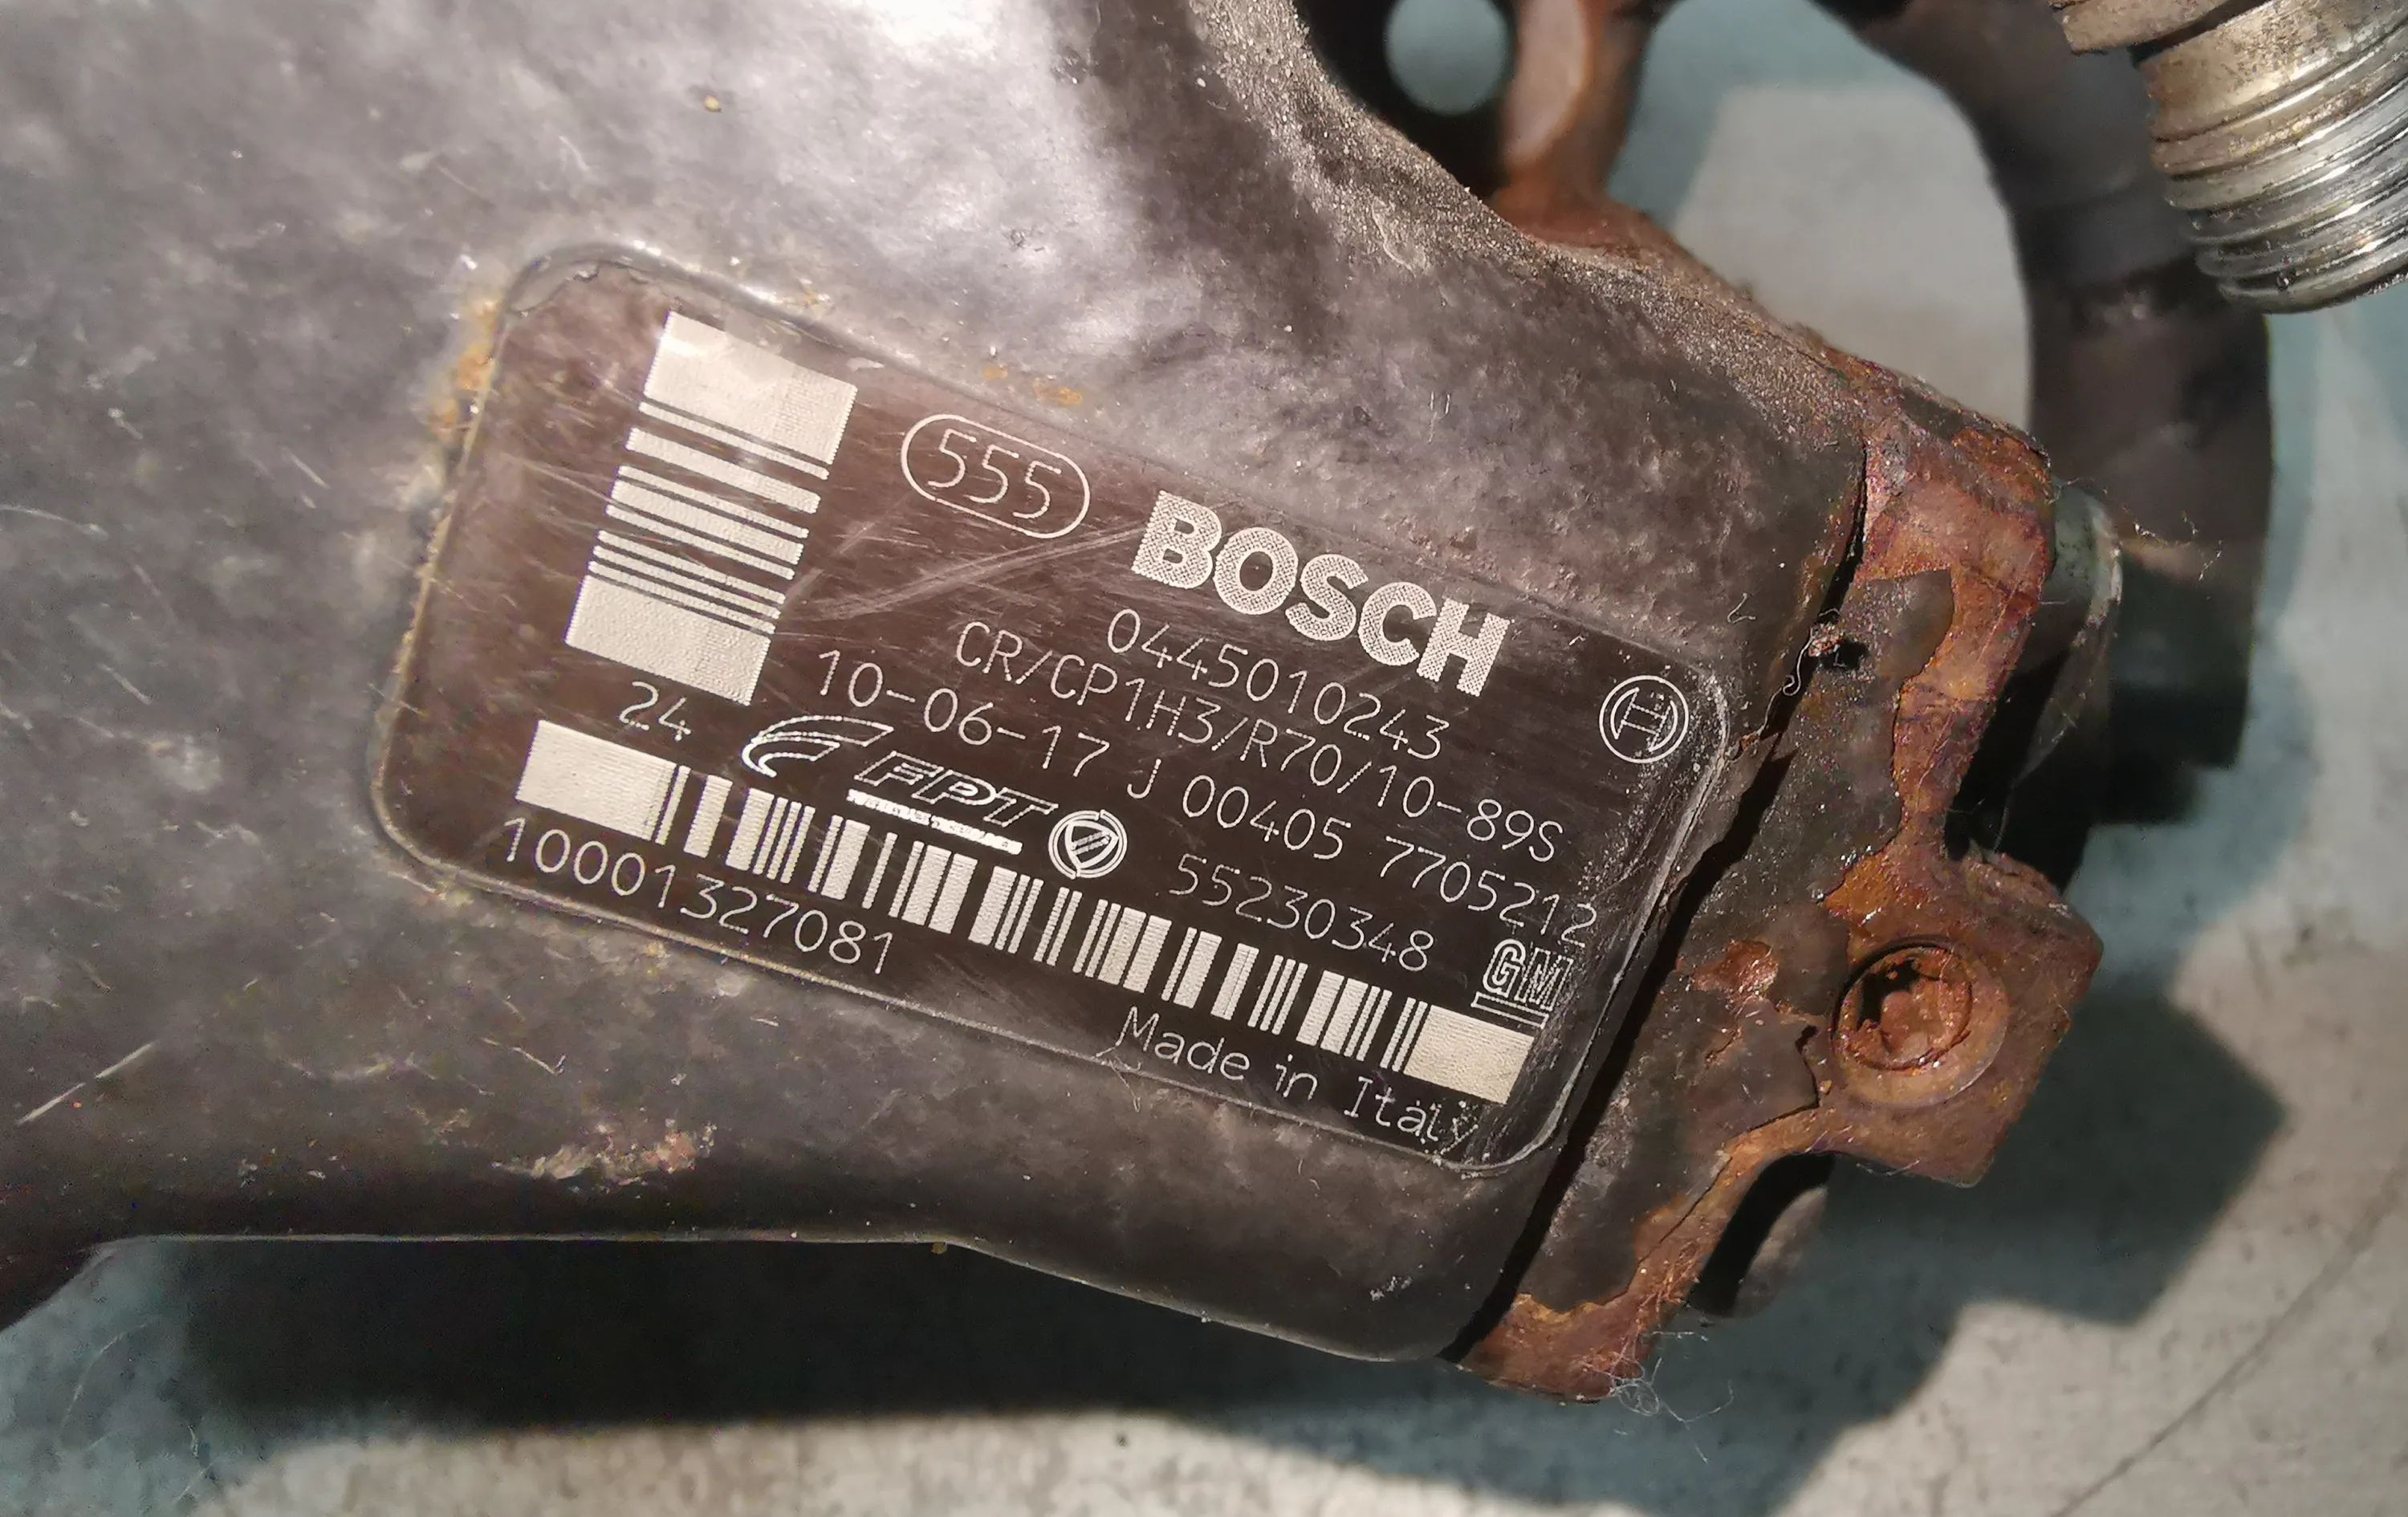 555
BOSCH
0445010243
CR/CP1H3/R70/10-89S
10-06-17 J 00405 7705212
24
FPT
55230348
GM
10001327081
Made in Italy